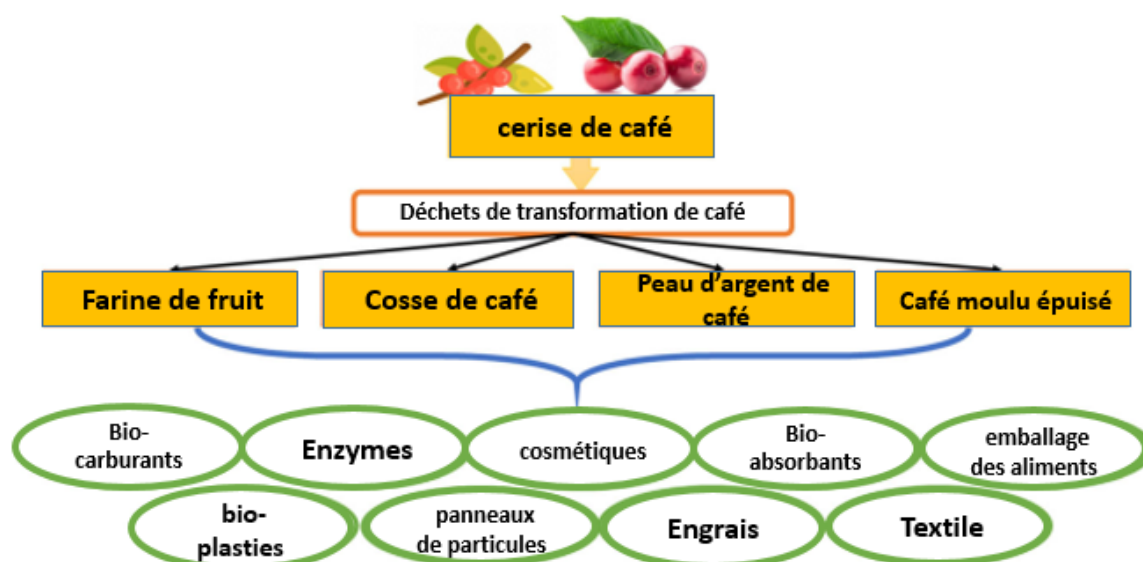 cerise de café
Déchets de transformation de café
Farine de fruit
Cosse de café
Peau d'argent de
café
Café moulu épuisé
Bio-
carburants
Enzymes
cosmétiques
Bio-
absorbants
emballage
des aliments
bio-
plasties
panneaux
de particules
Engrais
Textile